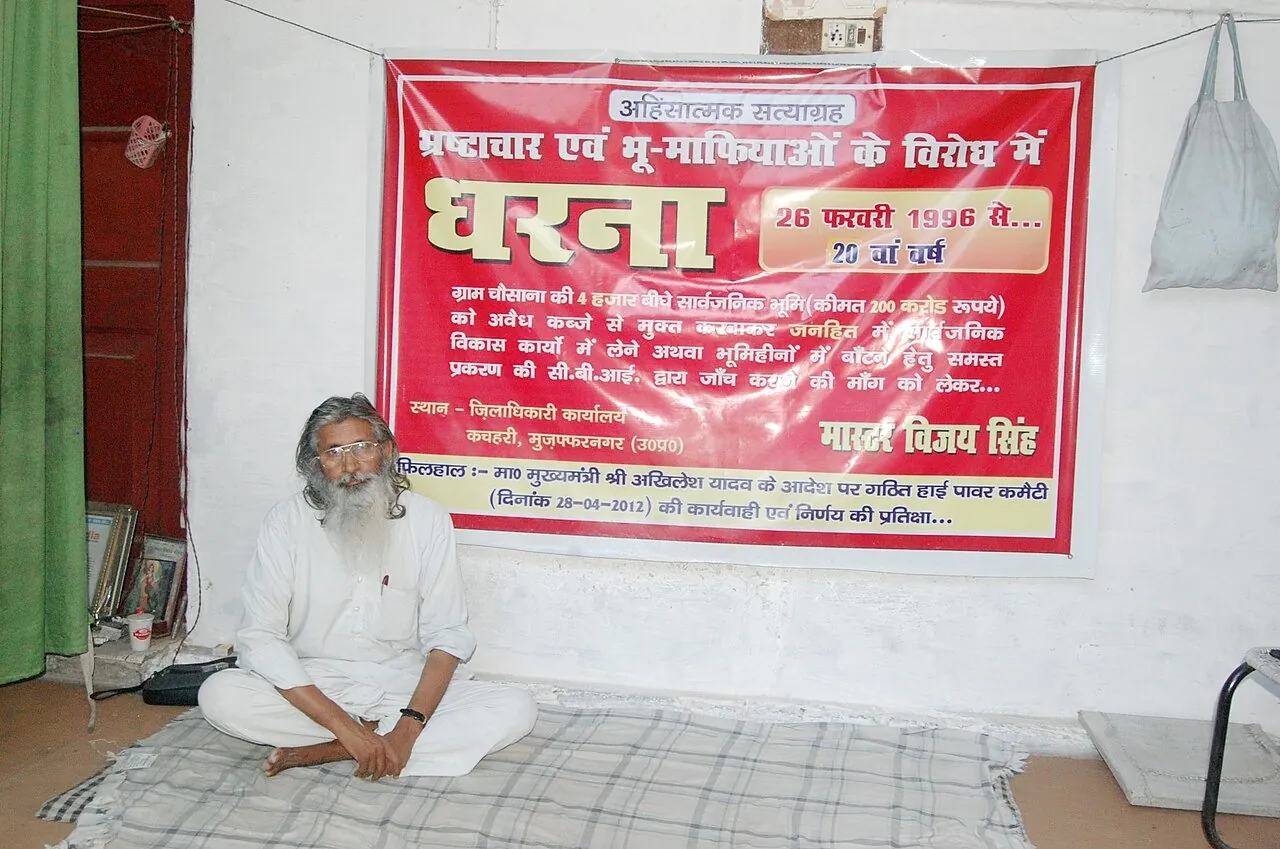 अहिंसात्मक सत्याग्रह
भ्रष्टाचार एवं भू-माफियाओं के विरोध में
धरना
26 फरवरी 1996 से...
20 वां वर्ष
ग्राम चौसाना की 4 हजार बीघे सार्वजनिक भूमि(कीमत 200 करोड रूपये)
को अवैध कब्जे से मुक्त करवाकर जनहित में सार्वजनिक
विकास कार्यो में लेने अथवा भूमिहीनों में बाँटने हेतु समस्त
प्रकरण की सी.बी.आई. द्वारा जाँच कराने की माँग को लेकर...
स्थान - ज़िलाधिकारी कार्यालय
कचहरी, मुज़फ्फरनगर (उ0प्र0)
मास्टर विजय सिंह
फिलहाल :- मा0 मुख्यमंत्री श्री अखिलेश यादव के आदेश पर गठित हाई पावर कमैटी
(दिनांक 28-04-2012) की कार्यवाही एवं निर्णय की प्रतिक्षा...